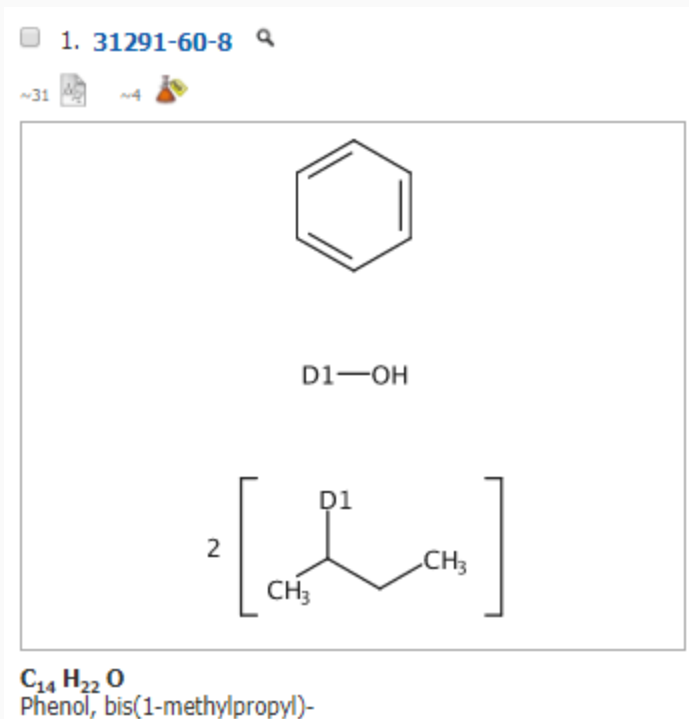 1. 31291-60-8
~31 ~4
D1—OH
D1
2
CH₃
CH₃
C₁₄ H₂₂ O
Phenol, bis(1-methylpropyl)-